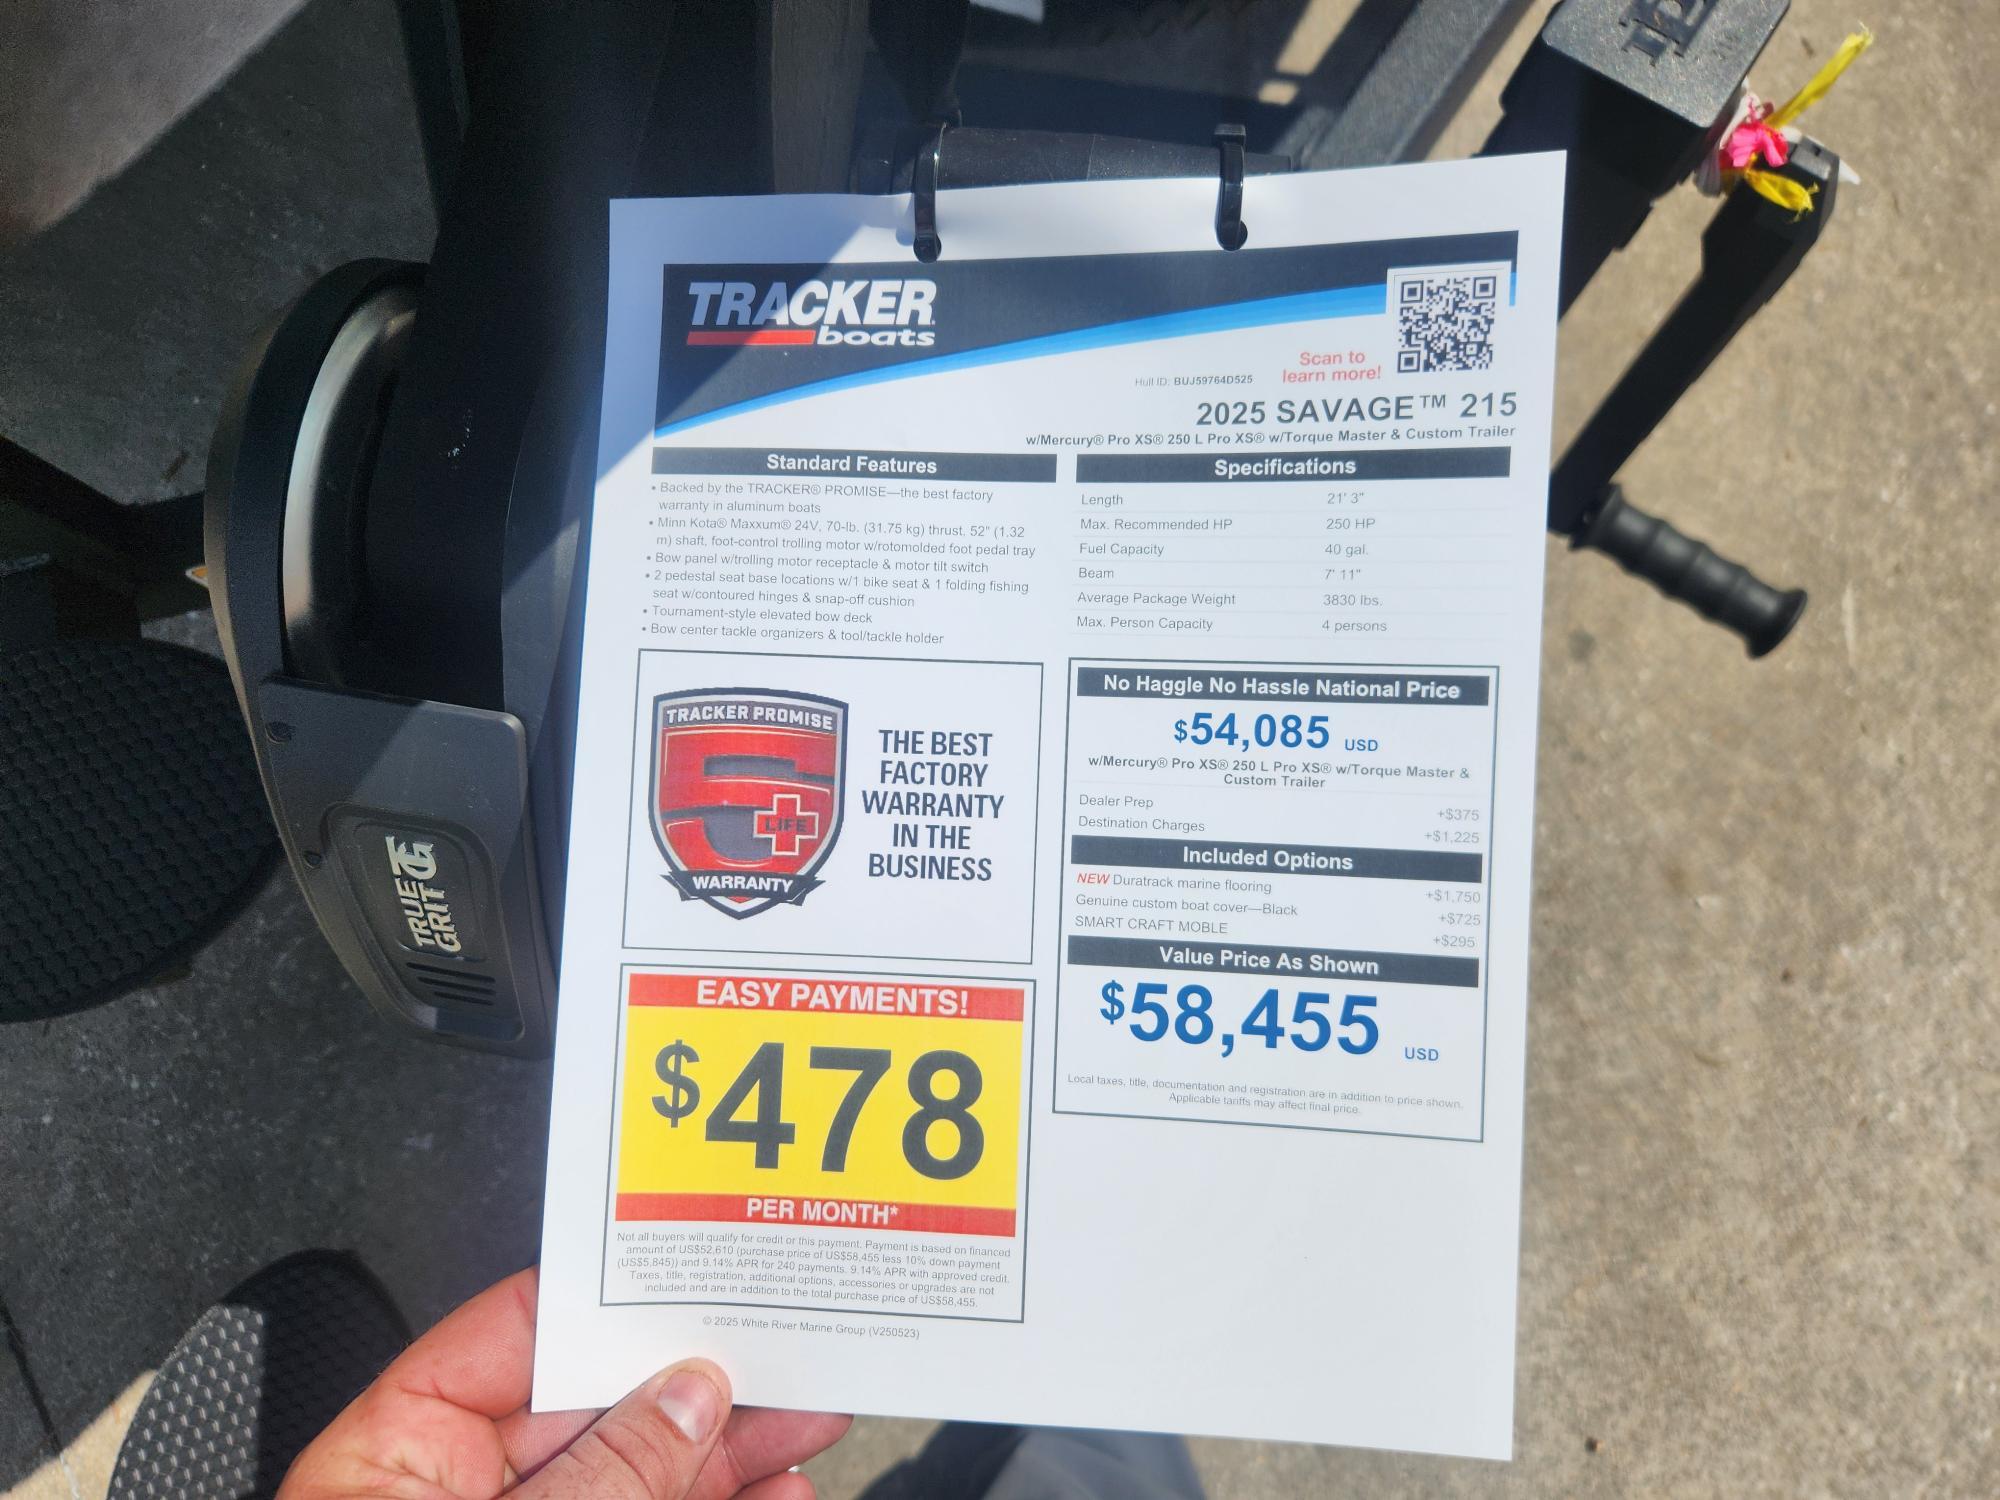 TRACKER
boats
Scan to
learn more!
Hull ID: BUJ59764D525
2025 SAVAGE™ 215
w/Mercury® Pro XS® 250 L Pro XS® w/Torque Master & Custom Trailer
Standard Features
• Backed by the TRACKER® PROMISE—the best factory
warranty in aluminum boats
• Minn Kota® Maxxum® 24V, 70-lb. (31.75 kg) thrust, 52" (1.32
m) shaft, foot-control trolling motor w/rotomolded foot pedal tray
• Bow panel w/trolling motor receptacle & motor tilt switch
• 2 pedestal seat base locations w/1 bike seat & 1 folding fishing
seat w/contoured hinges & snap-off cushion
• Tournament-style elevated bow deck
• Bow center tackle organizers & tool/tackle holder
Specifications
Length 21' 3"
Max. Recommended HP 250 HP
Fuel Capacity 40 gal.
Beam 7' 11"
Average Package Weight 3830 lbs.
Max. Person Capacity 4 persons
TRACKER PROMISE
5
LIFE
WARRANTY
THE BEST
FACTORY
WARRANTY
IN THE
BUSINESS
No Haggle No Hassle National Price
$54,085 USD
w/Mercury® Pro XS® 250 L Pro XS® w/Torque Master &
Custom Trailer
Dealer Prep +$375
Destination Charges +$1,225
Included Options
NEW Duratrack marine flooring +$1,750
Genuine custom boat cover—Black +$725
SMART CRAFT MOBLE +$295
Value Price As Shown
$58,455 USD
Local taxes, title, documentation and registration are in addition to price shown.
Applicable tariffs may affect final price.
EASY PAYMENTS!
$478
PER MONTH*
Not all buyers will qualify for credit or this payment. Payment is based on financed
amount of US$52,610 (purchase price of US$58,455 less 10% down payment
(US$5,845)) and 9.14% APR for 240 payments. 9.14% APR with approved credit.
Taxes, title, registration, additional options, accessories or upgrades are not
included and are in addition to the total purchase price of US$58,455.
© 2025 White River Marine Group (V250523)
TRUE
GRIT